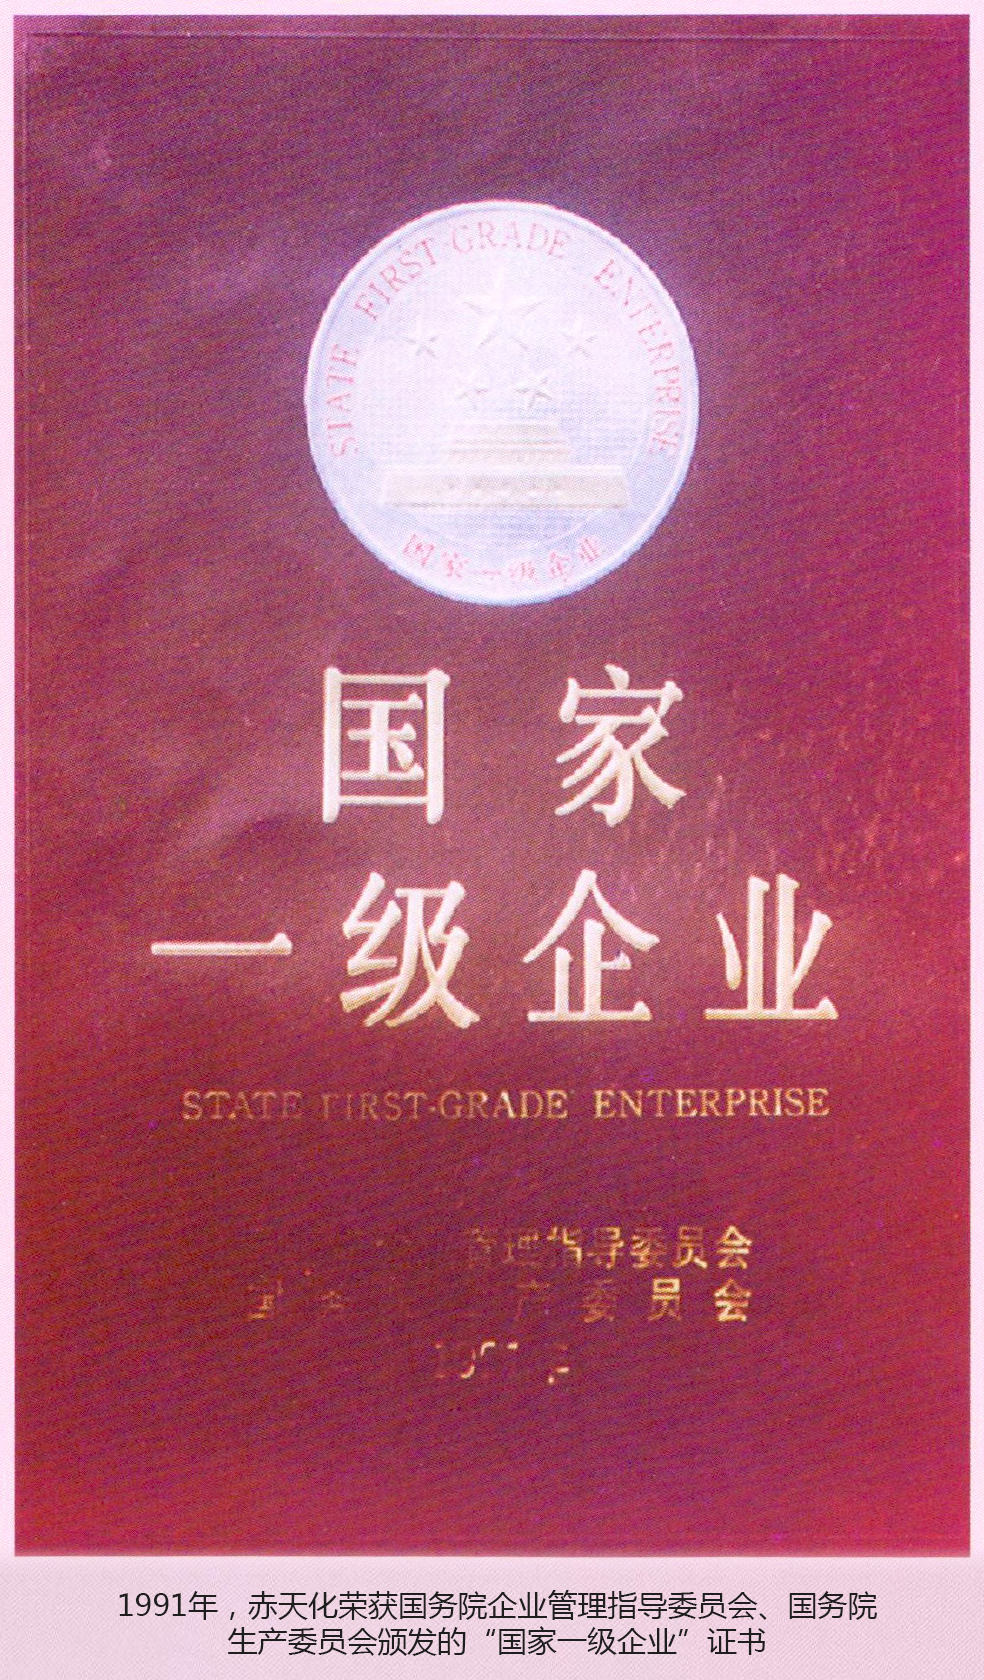 STATE FIRST-GRADE ENTERPRISE
国家一级企业
国家
一级企业
STATE FIRST-GRADE ENTERPRISE
管理指导委员会
产委员会
1991年，赤天化荣获国务院企业管理指导委员会、国务院
生产委员会颁发的“国家一级企业”证书